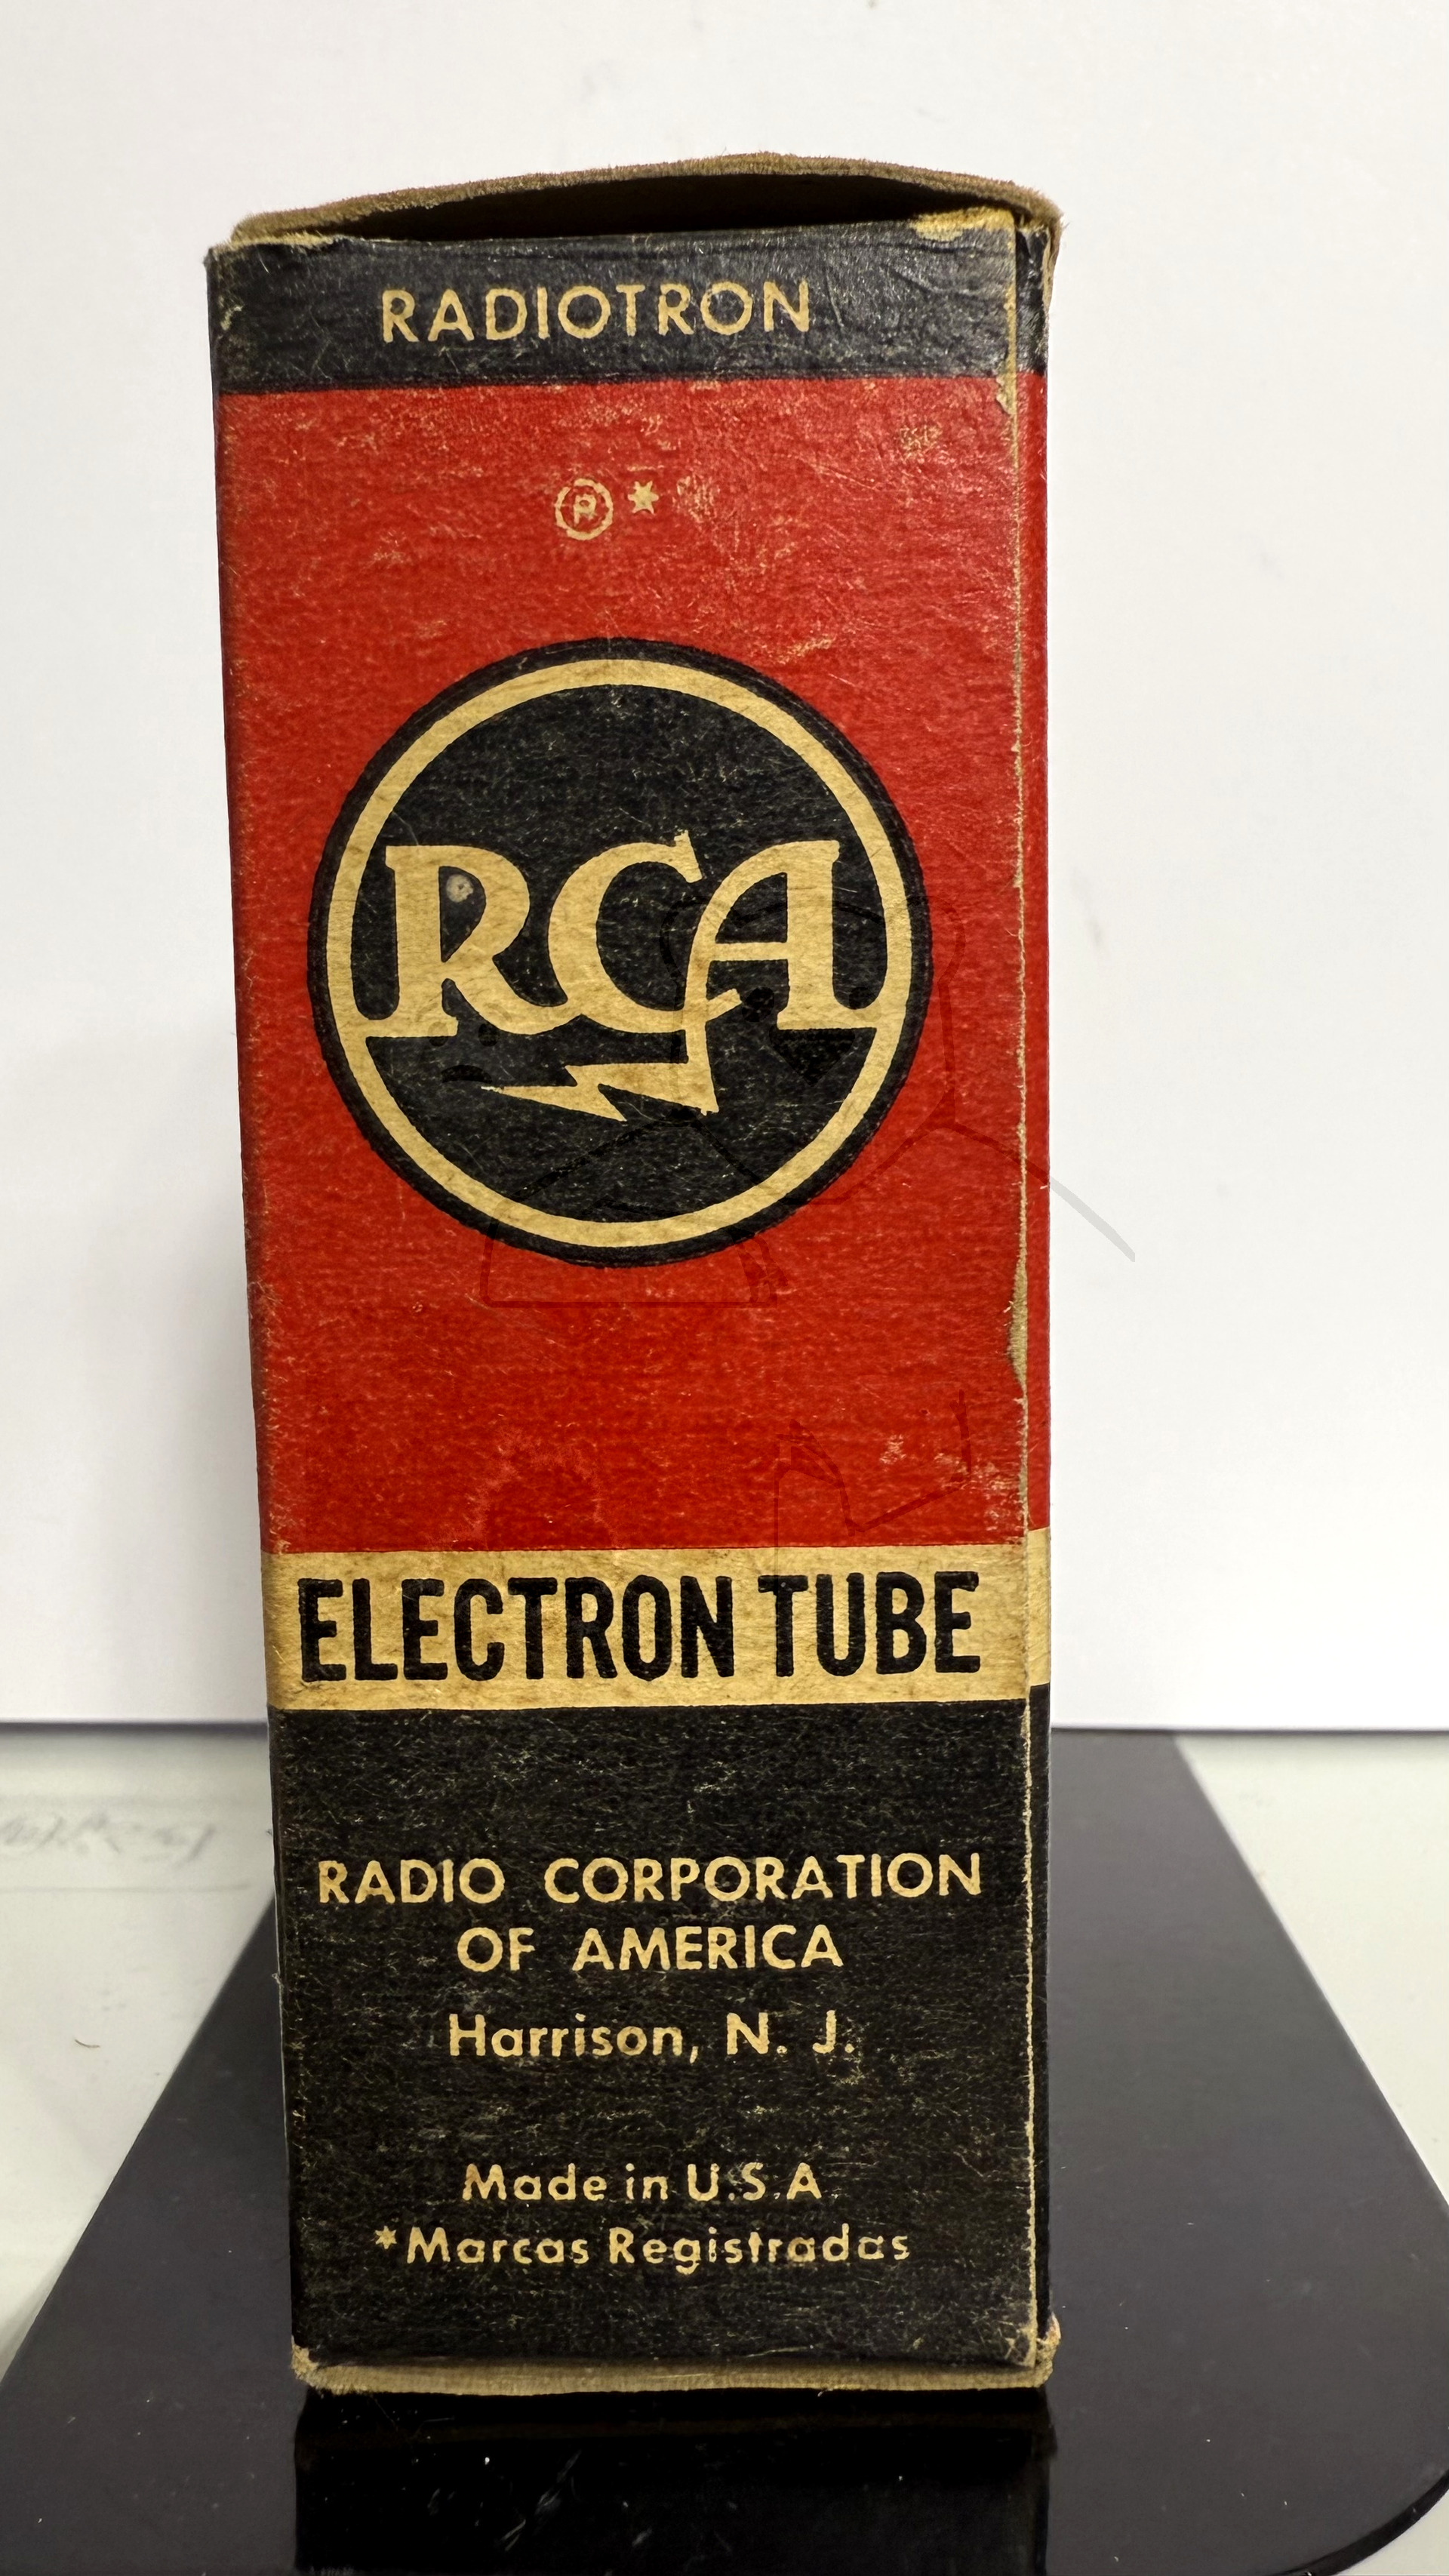 RADIOTRON
®*
RCA
ELECTRON TUBE
RADIO CORPORATION
OF AMERICA
Harrison, N. J.
Made in U.S.A.
*Marcas Registradas